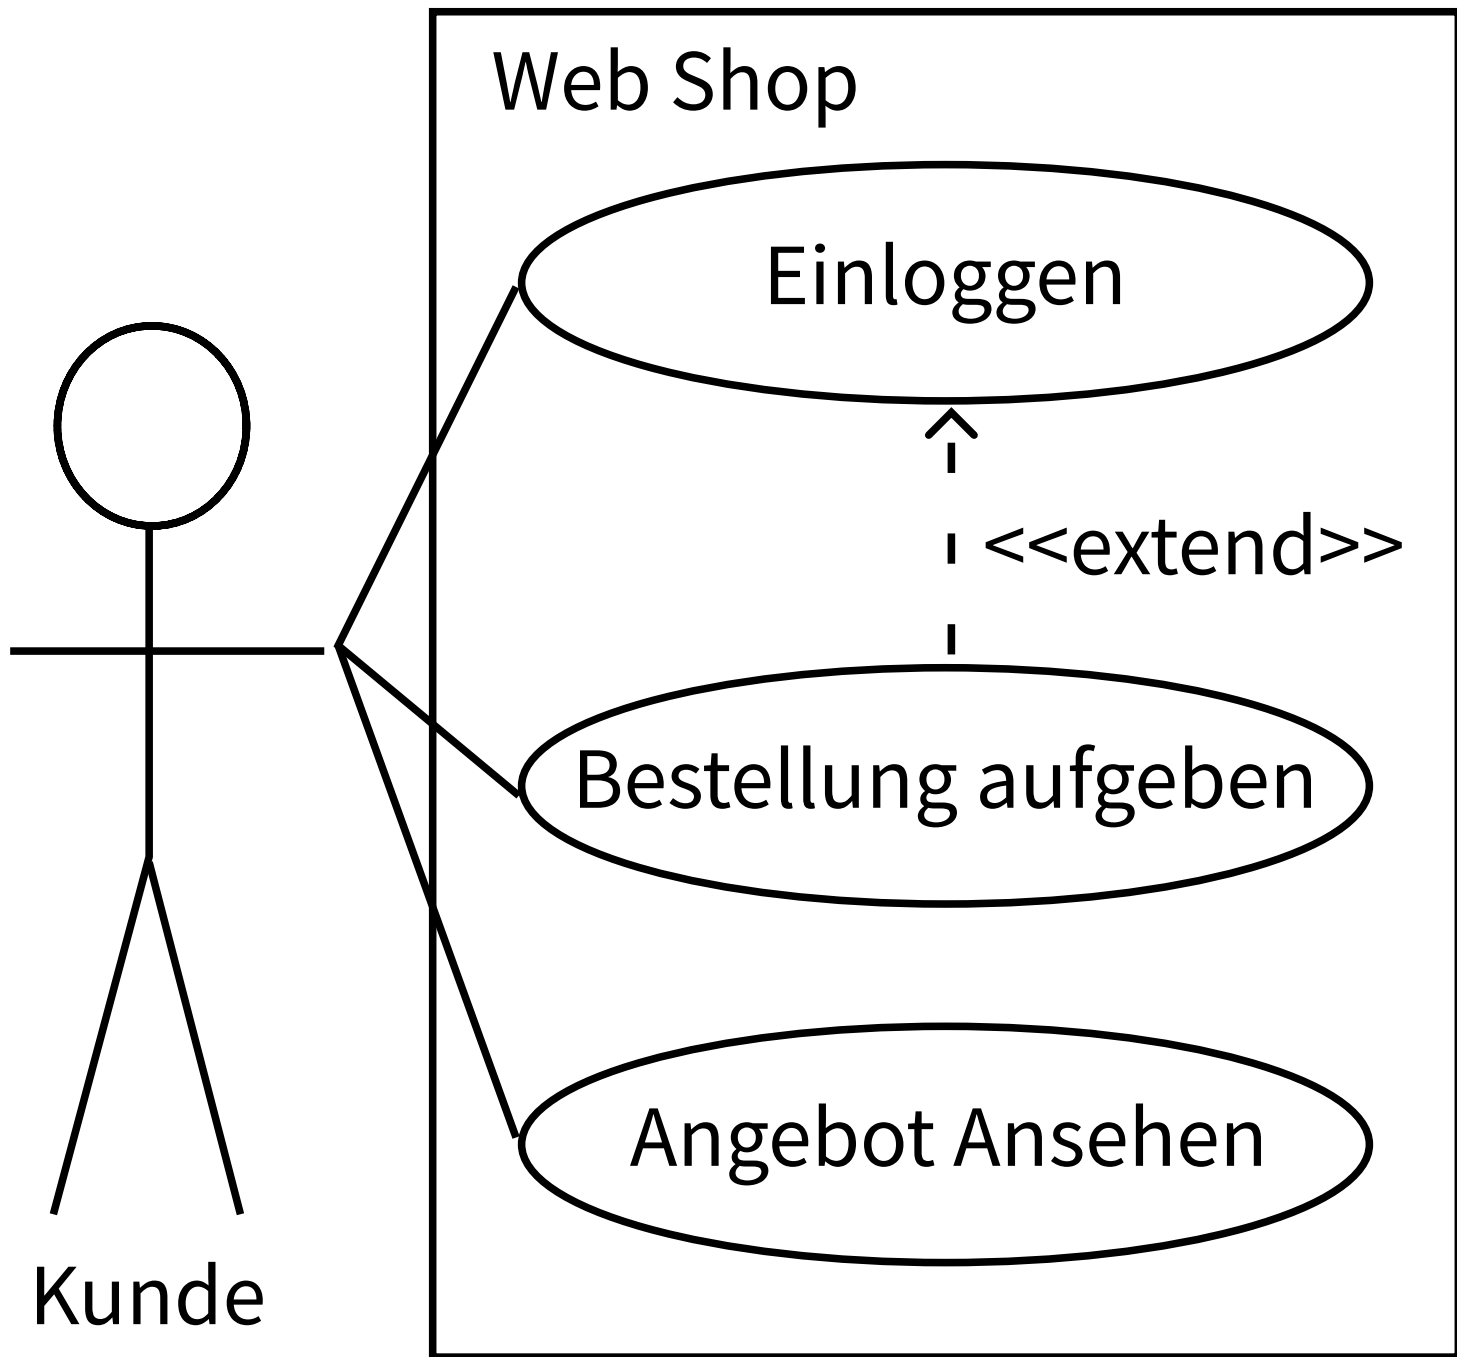 Web Shop
Einloggen
<<extend>>
Bestellung aufgeben
Angebot Ansehen
Kunde